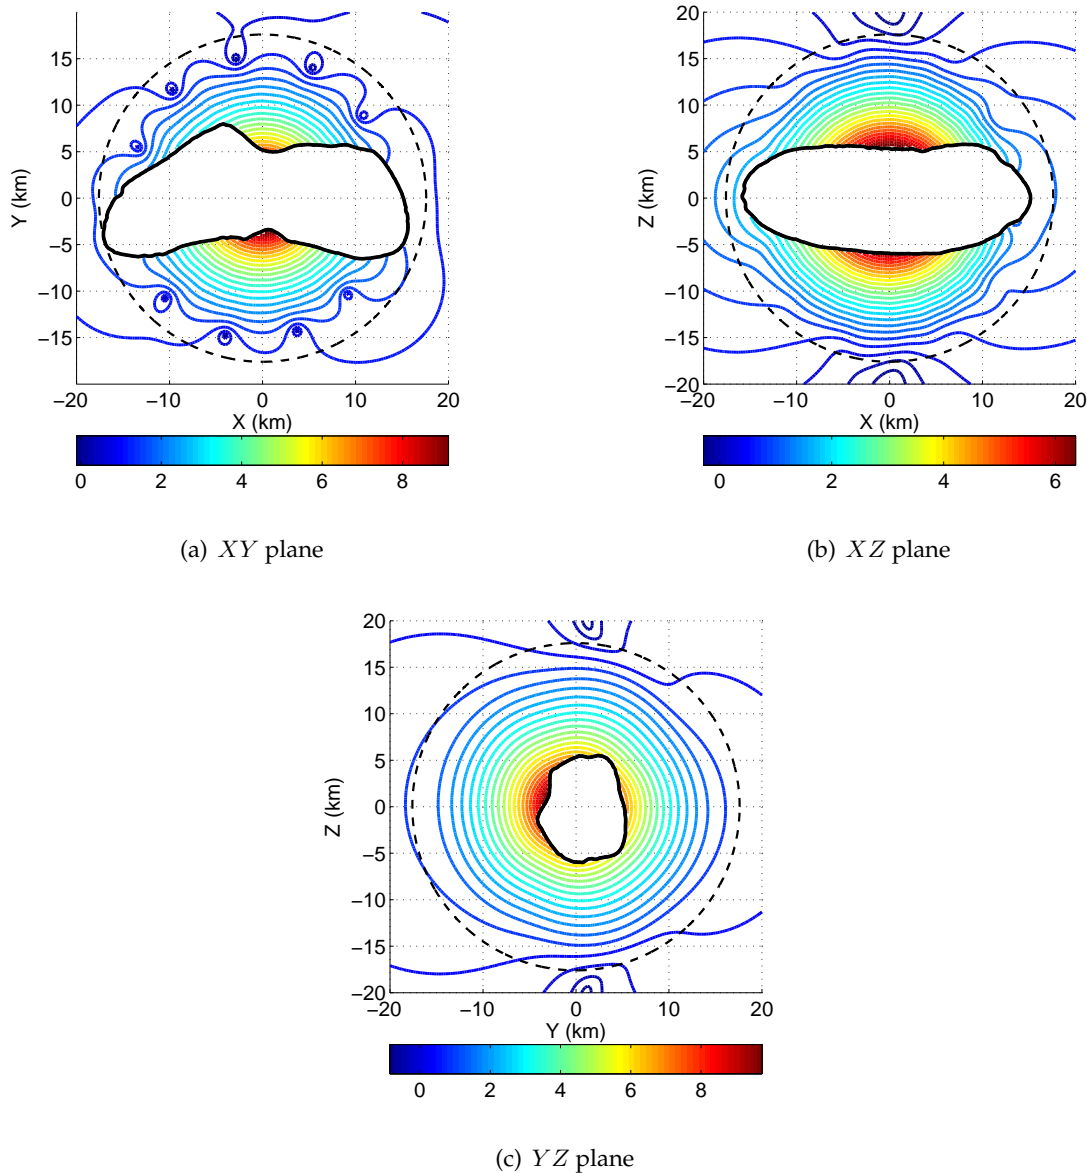 20 20
15 15
10 10
5 5
0 0
−5 −5
−10 −10
−15 −15
−20
−20 −10 0 10 20 −20 −10 0 10 20
Y (km) Z (km)
X (km) X (km)
0 2 4 6 8 0 2 4 6
(a) XY plane (b) XZ plane
20
15
10
5
0
−5
−10
−15
−20
−20 −10 0 10 20
Z (km)
Y (km)
0 2 4 6 8
(c) YZ plane